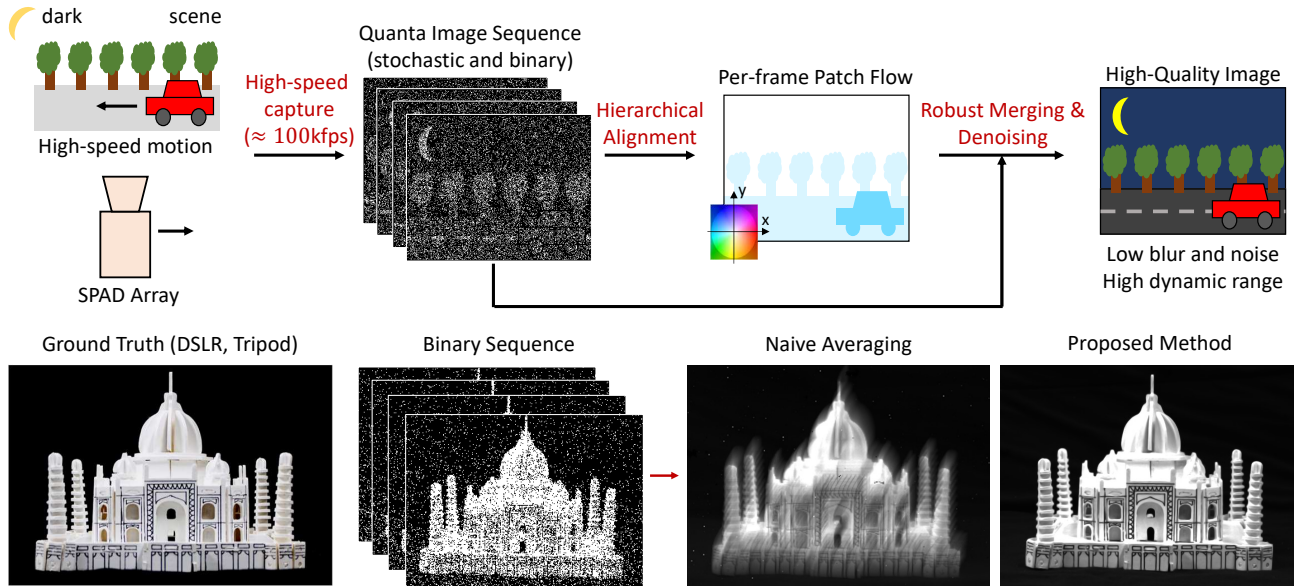 dark scene
High-speed motion
SPAD Array
High-speed
capture
(≈ 100kfps)
Quanta Image Sequence
(stochastic and binary)
Hierarchical
Alignment
Per-frame Patch Flow
y
x
Robust Merging &
Denoising
High-Quality Image
Low blur and noise
High dynamic range
Ground Truth (DSLR, Tripod)
Binary Sequence
Naive Averaging
Proposed Method